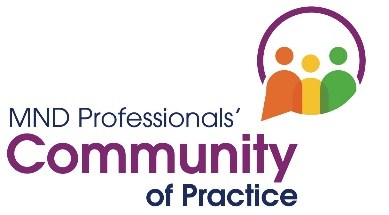 MND Professionals'
Community
of Practice